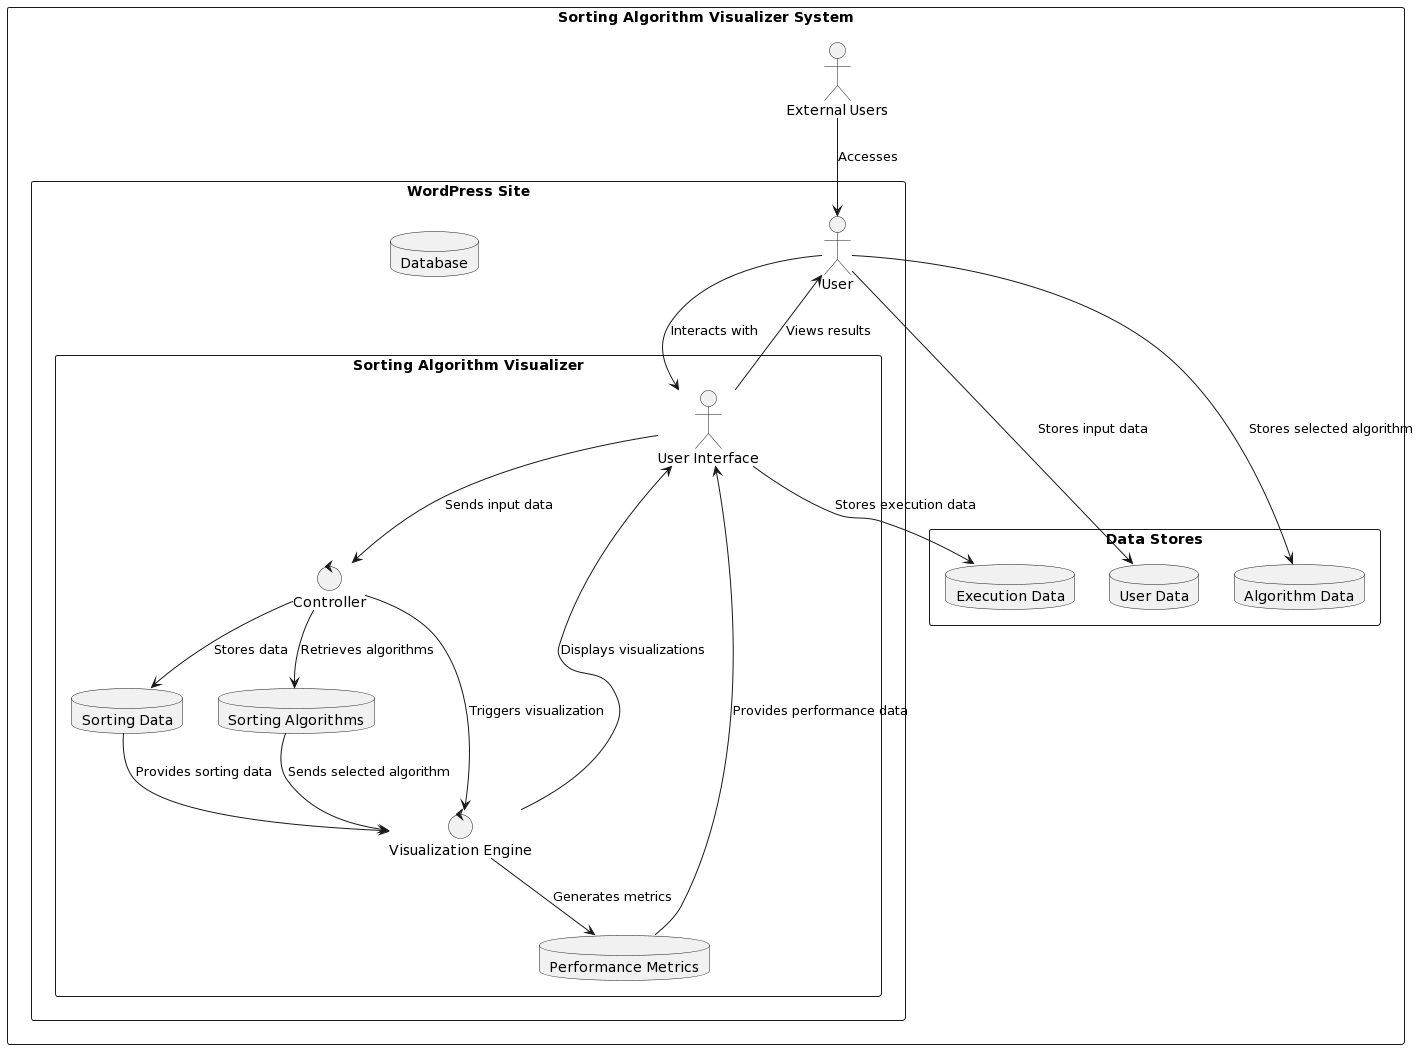 Sorting Algorithm Visualizer System
External Users
Accesses
WordPress Site
Database
User
Interacts with
Views results
Sorting Algorithm Visualizer
User Interface
Stores input data
Stores selected algorithm
Sends input data
Stores execution data
Data Stores
Execution Data
User Data
Algorithm Data
Controller
Stores data
Retrieves algorithms
Displays visualizations
Sorting Data
Sorting Algorithms
Triggers visualization
Provides performance data
Provides sorting data
Sends selected algorithm
Visualization Engine
Generates metrics
Performance Metrics